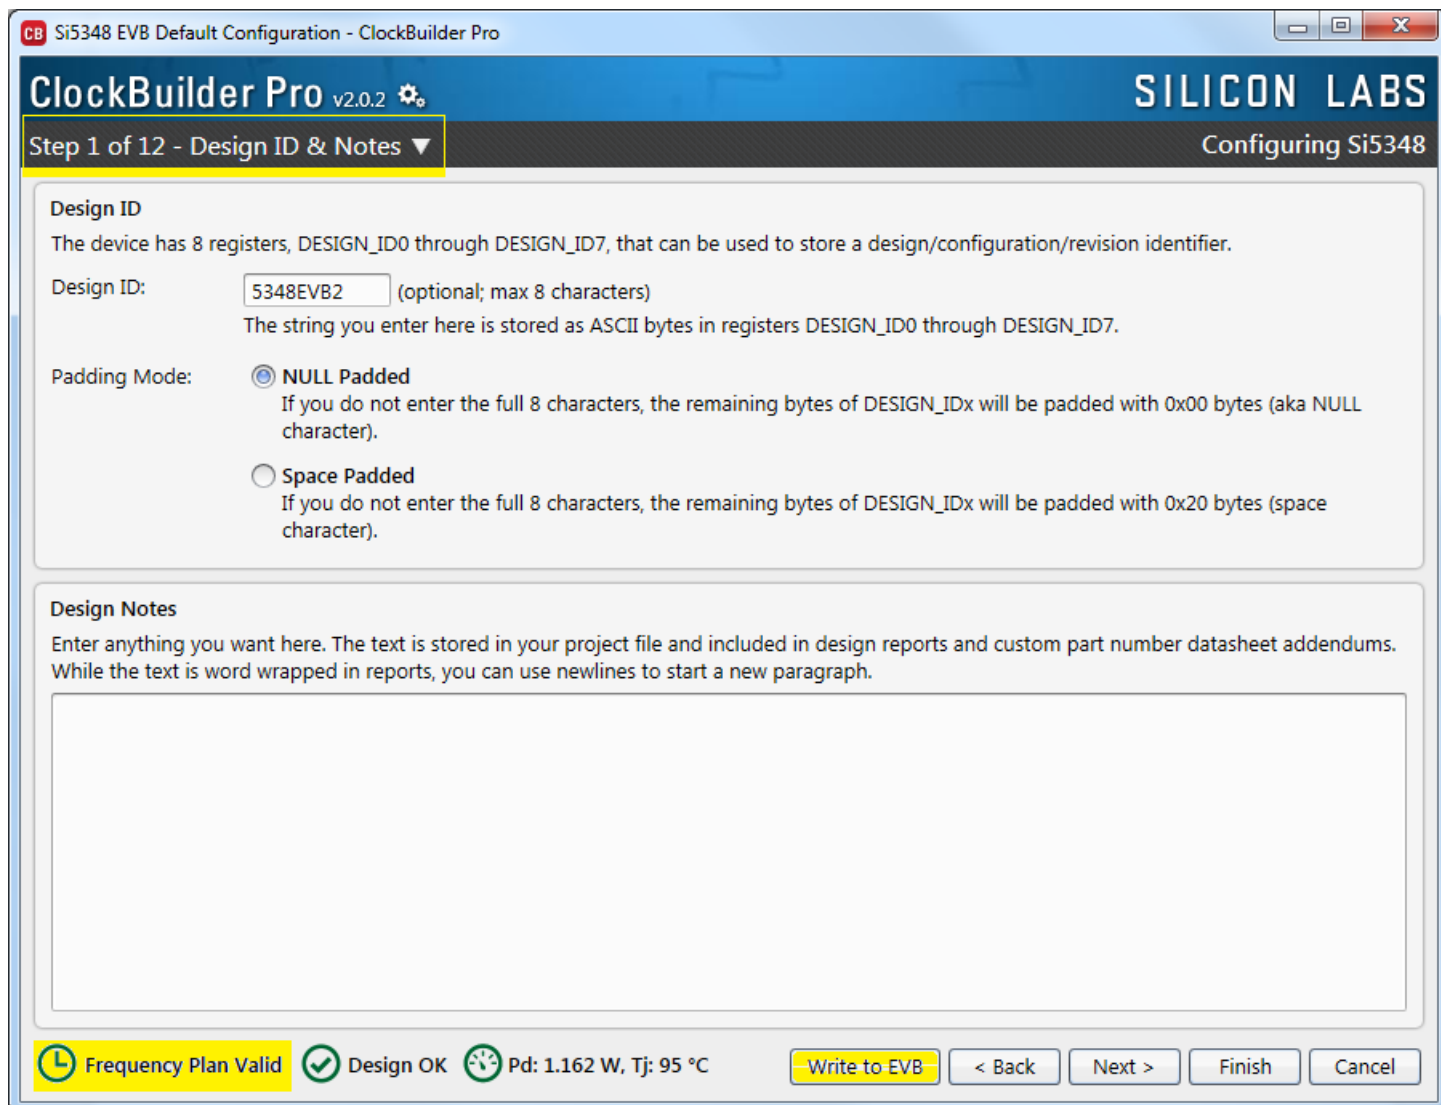 CB Si5348 EVB Default Configuration - ClockBuilder Pro
ClockBuilder Pro v2.0.2
SILICON LABS
Step 1 of 12 - Design ID & Notes ▼
Configuring Si5348
Design ID
The device has 8 registers, DESIGN_ID0 through DESIGN_ID7, that can be used to store a design/configuration/revision identifier.
Design ID: 5348EVB2 (optional; max 8 characters)
The string you enter here is stored as ASCII bytes in registers DESIGN_ID0 through DESIGN_ID7.
Padding Mode: NULL Padded
If you do not enter the full 8 characters, the remaining bytes of DESIGN_IDx will be padded with 0x00 bytes (aka NULL
character).
Space Padded
If you do not enter the full 8 characters, the remaining bytes of DESIGN_IDx will be padded with 0x20 bytes (space
character).
Design Notes
Enter anything you want here. The text is stored in your project file and included in design reports and custom part number datasheet addendums.
While the text is word wrapped in reports, you can use newlines to start a new paragraph.
Frequency Plan Valid Design OK Pd: 1.162 W, Tj: 95 °C Write to EVB < Back Next > Finish Cancel